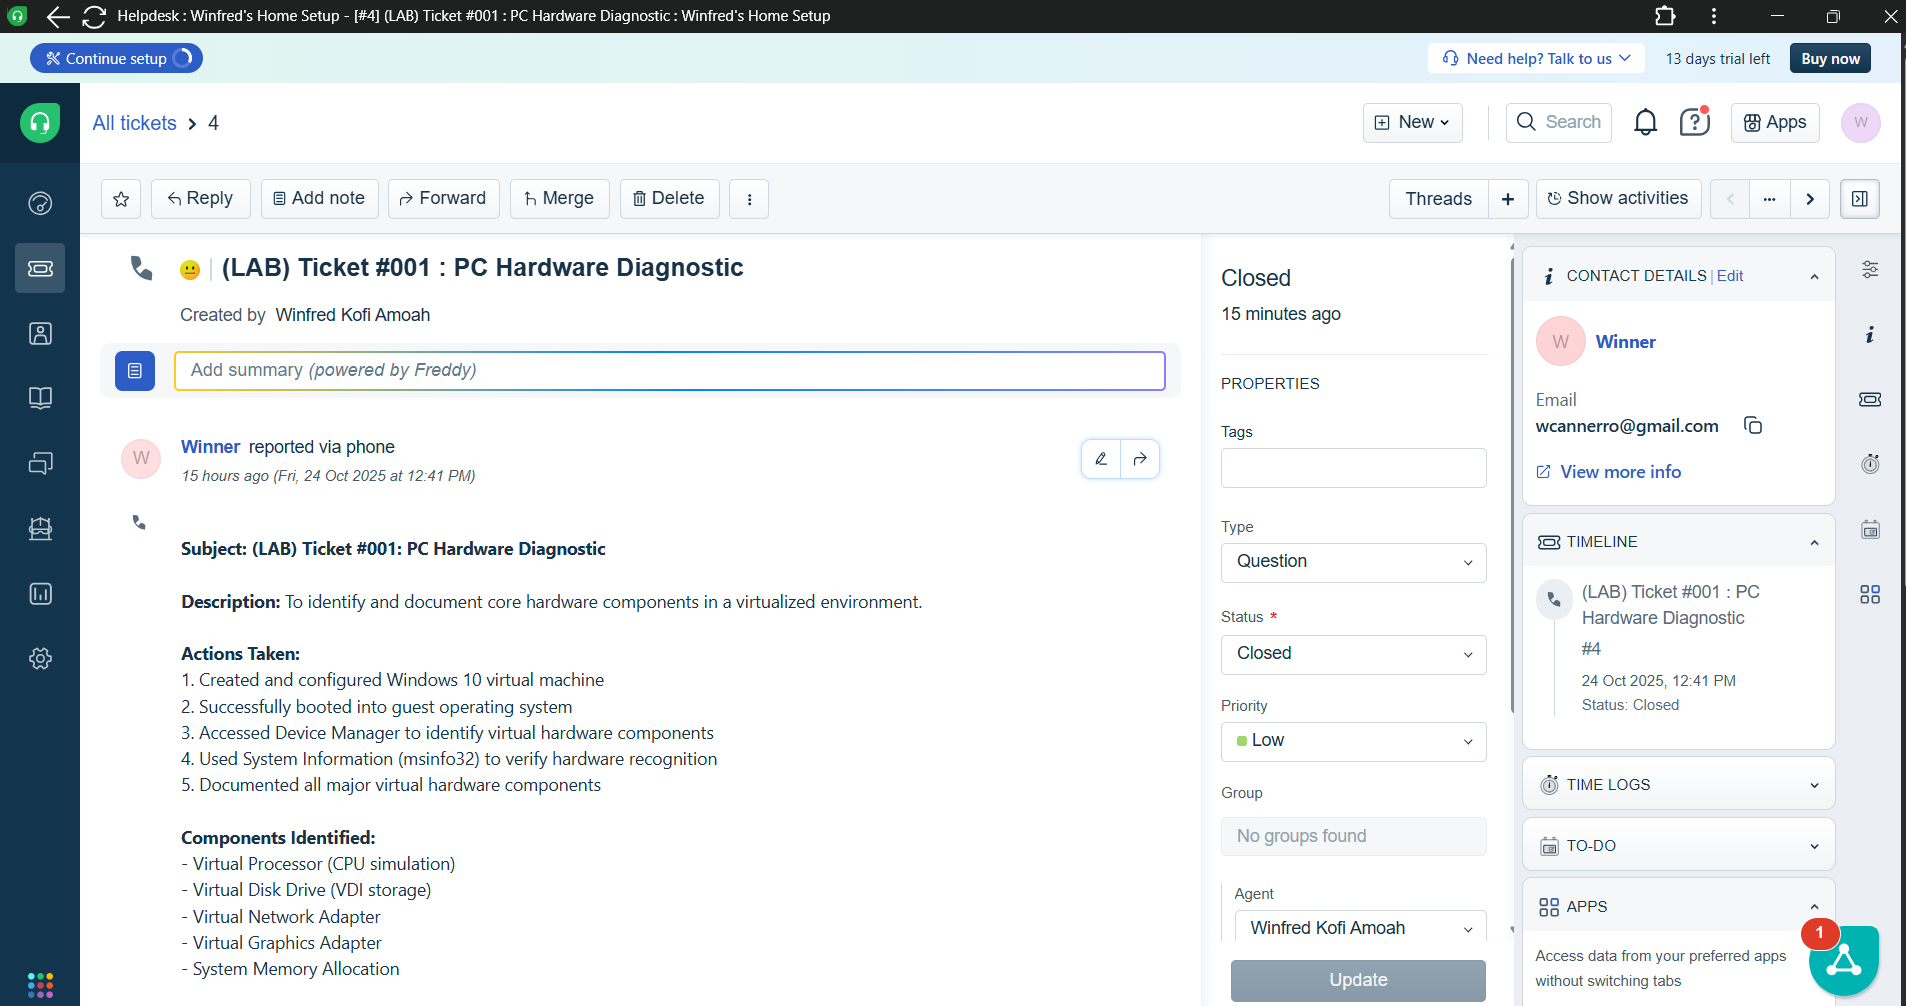 Helpdesk : Winfred's Home Setup - [#4] (LAB) Ticket #001 : PC Hardware Diagnostic : Winfred's Home Setup
Continue setup
Need help? Talk to us
13 days trial left
Buy now
All tickets > 4
New
Search
Apps
W
Reply
Add note
Forward
Merge
Delete
Threads
Show activities
(LAB) Ticket #001 : PC Hardware Diagnostic
Created by Winfred Kofi Amoah
Add summary (powered by Freddy)
W
Winner reported via phone
15 hours ago (Fri, 24 Oct 2025 at 12:41 PM)
Subject: (LAB) Ticket #001: PC Hardware Diagnostic
Description: To identify and document core hardware components in a virtualized environment.
Actions Taken:
1. Created and configured Windows 10 virtual machine
2. Successfully booted into guest operating system
3. Accessed Device Manager to identify virtual hardware components
4. Used System Information (msinfo32) to verify hardware recognition
5. Documented all major virtual hardware components
Components Identified:
- Virtual Processor (CPU simulation)
- Virtual Disk Drive (VDI storage)
- Virtual Network Adapter
- Virtual Graphics Adapter
- System Memory Allocation
Closed
15 minutes ago
PROPERTIES
Tags
Type
Question
Status *
Closed
Priority
Low
Group
No groups found
Agent
Winfred Kofi Amoah
Update
CONTACT DETAILS | Edit
W
Winner
Email
wcannerro@gmail.com
View more info
TIMELINE
(LAB) Ticket #001 : PC
Hardware Diagnostic
#4
24 Oct 2025, 12:41 PM
Status: Closed
TIME LOGS
TO-DO
APPS
1
Access data from your preferred apps
without switching tabs